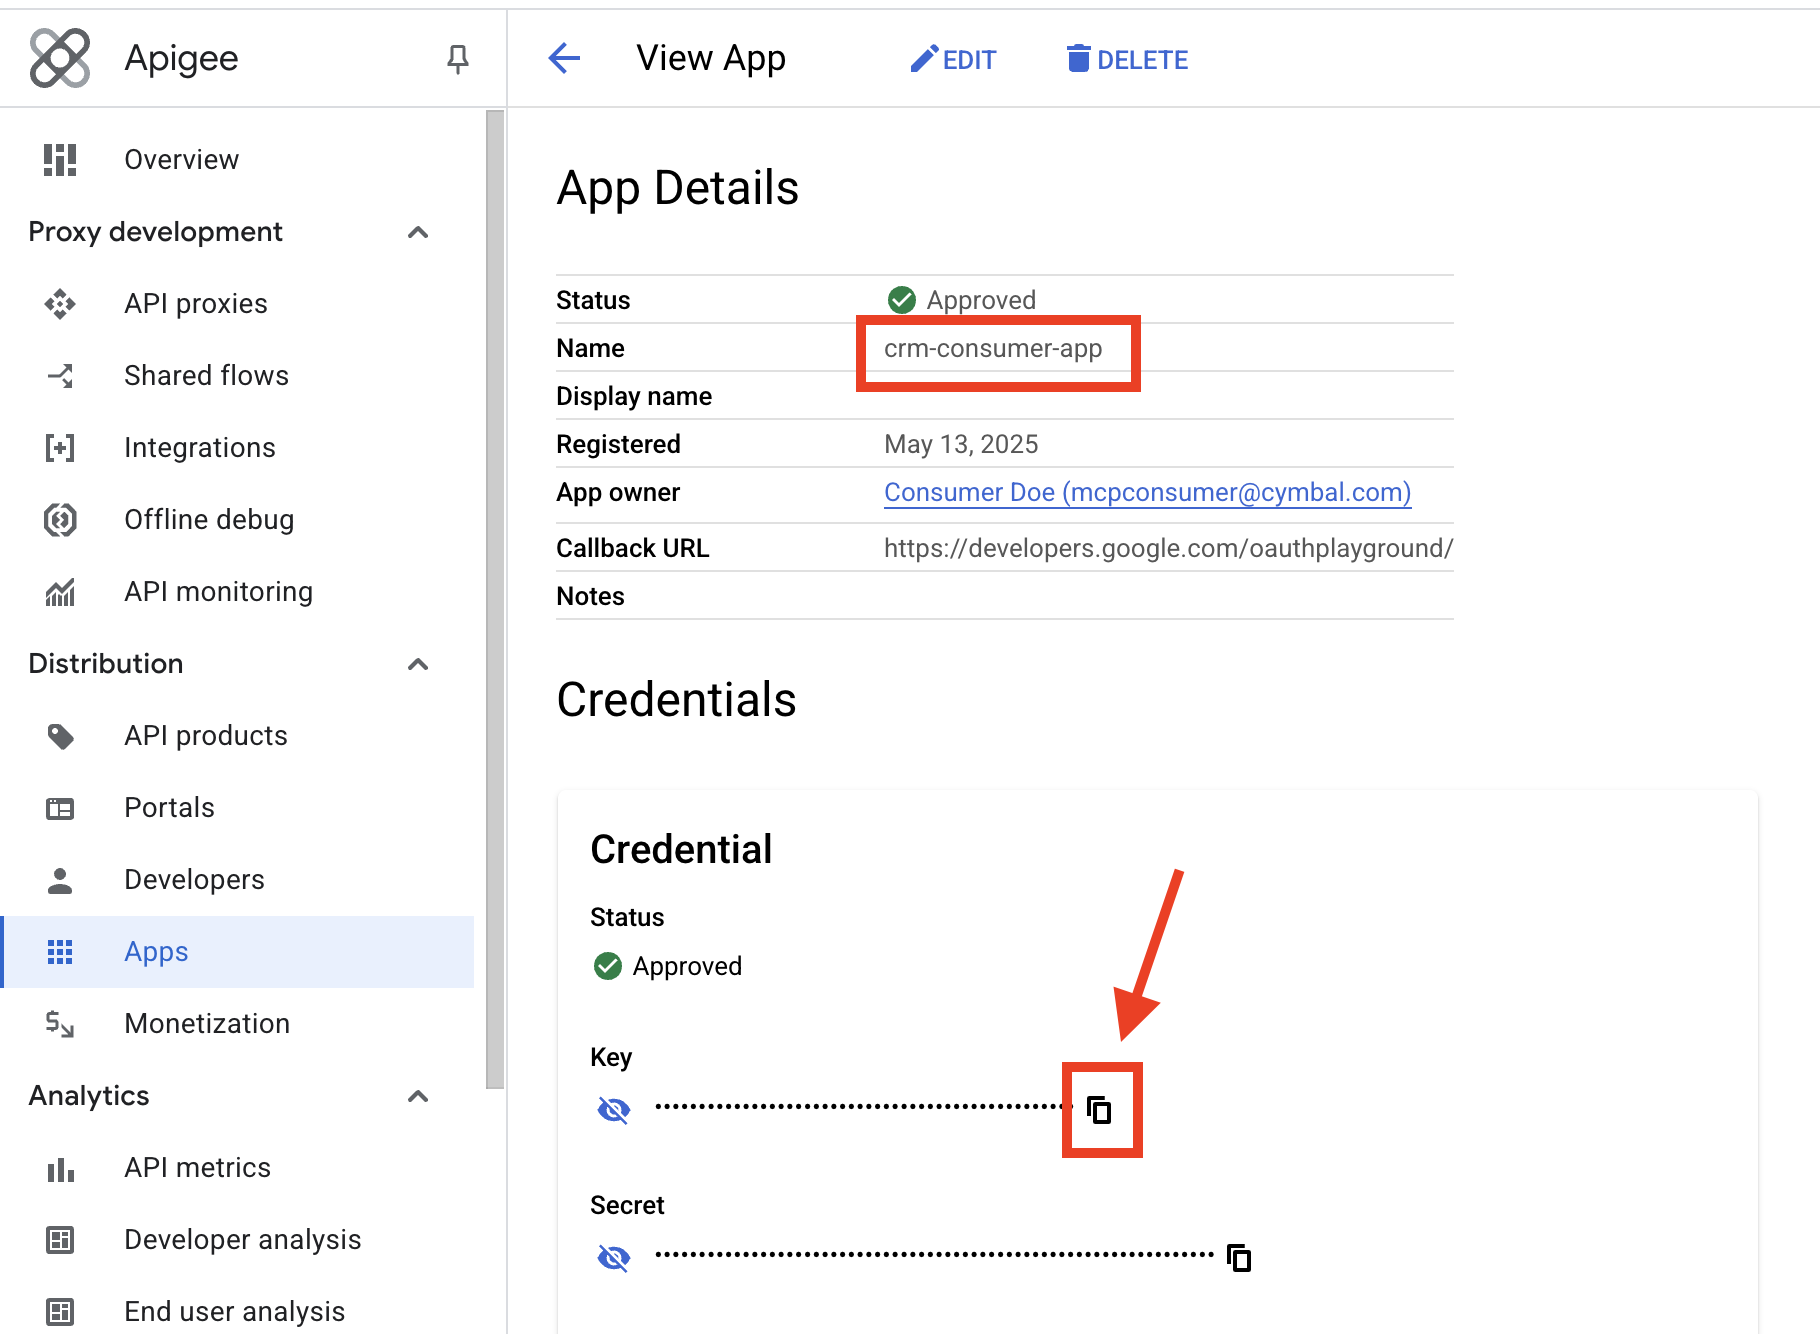 Apigee
View App
EDIT
DELETE
Overview
Proxy development
API proxies
Shared flows
Integrations
Offline debug
API monitoring
Distribution
API products
Portals
Developers
Apps
Monetization
Analytics
API metrics
Developer analysis
End user analysis
App Details
Status Approved
Name crm-consumer-app
Display name
Registered May 13, 2025
App owner Consumer Doe (mcpconsumer@cymbal.com)
Callback URL https://developers.google.com/oauthplayground/
Notes
Credentials
Credential
Status
Approved
Key
Secret